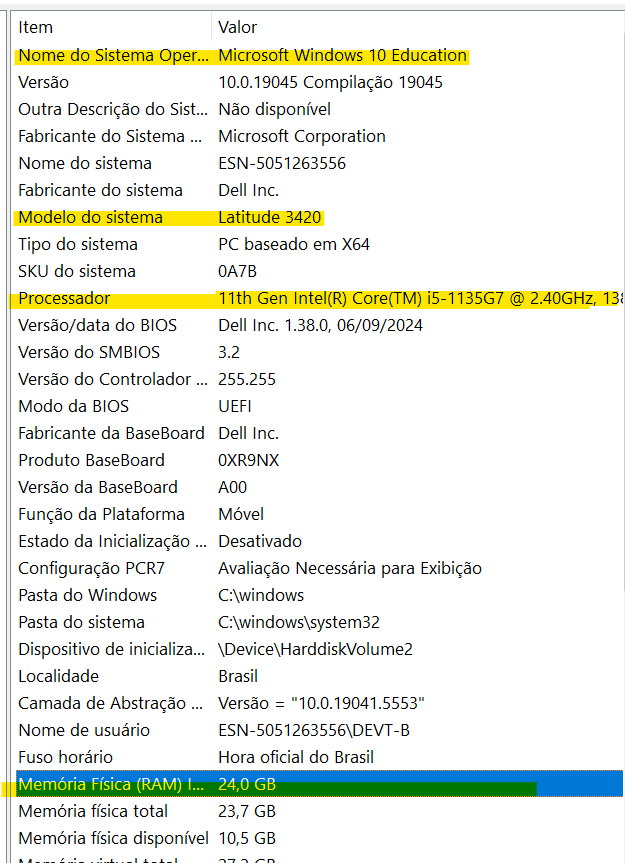 Item Valor
Nome do Sistema Oper... Microsoft Windows 10 Education
Versão 10.0.19045 Compilação 19045
Outra Descrição do Sist... Não disponível
Fabricante do Sistema ... Microsoft Corporation
Nome do sistema ESN-5051263556
Fabricante do sistema Dell Inc.
Modelo do sistema Latitude 3420
Tipo do sistema PC baseado em X64
SKU do sistema 0A7B
Processador 11th Gen Intel(R) Core(TM) i5-1135G7 @ 2.40GHz, 138
Versão/data do BIOS Dell Inc. 1.38.0, 06/09/2024
Versão do SMBIOS 3.2
Versão do Controlador ... 255.255
Modo da BIOS UEFI
Fabricante da BaseBoard Dell Inc.
Produto BaseBoard 0XR9NX
Versão da BaseBoard A00
Função da Plataforma Móvel
Estado da Inicialização ... Desativado
Configuração PCR7 Avaliação Necessária para Exibição
Pasta do Windows C:\windows
Pasta do sistema C:\windows\system32
Dispositivo de inicializa... \Device\HarddiskVolume2
Localidade Brasil
Camada de Abstração ... Versão = "10.0.19041.5553"
Nome de usuário ESN-5051263556\DEVT-B
Fuso horário Hora oficial do Brasil
Memória Física (RAM) I... 24,0 GB
Memória física total 23,7 GB
Memória física disponível 10,5 GB
Memória virtual total 27,2 GB